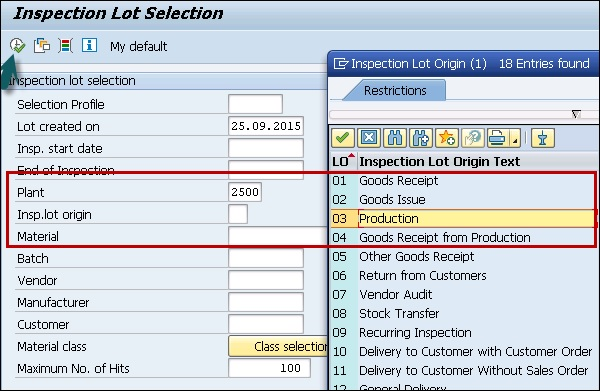 Inspection Lot Selection
My default
Inspection lot selection
Selection Profile
Lot created on 25.09.2015
Insp. start date
End of Inspection
Plant 2500
Insp.lot origin
Material
Batch
Vendor
Manufacturer
Customer
Material class Class selection
Maximum No. of Hits 100
Inspection Lot Origin (1) 18 Entries found
Restrictions
LO Inspection Lot Origin Text
01 Goods Receipt
02 Goods Issue
03 Production
04 Goods Receipt from Production
05 Other Goods Receipt
06 Return from Customers
07 Vendor Audit
08 Stock Transfer
09 Recurring Inspection
10 Delivery to Customer with Customer Order
11 Delivery to Customer Without Sales Order
12 General Delivery